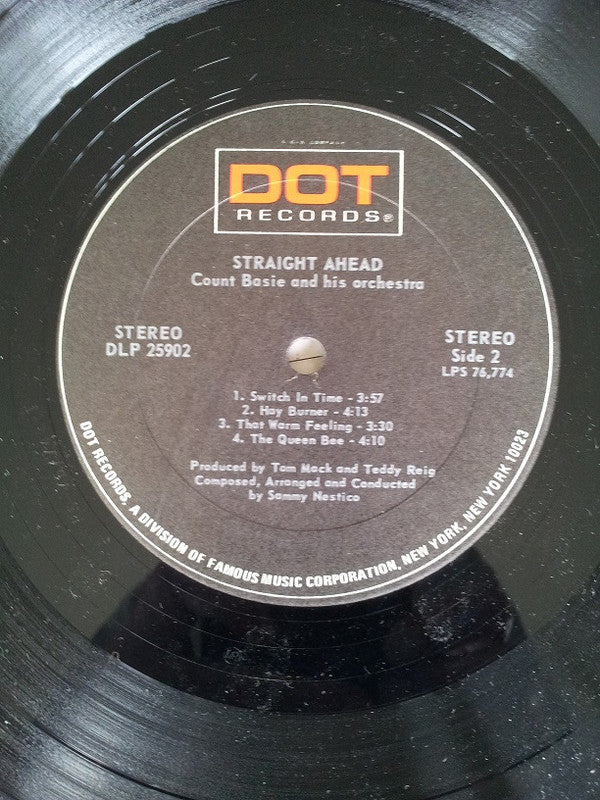 DOT
RECORDS®
STRAIGHT AHEAD
Count Basie and his orchestra
STEREO
DLP 25902
STEREO
Side 2
LPS 76,774
1. Switch In Time - 3:57
2. Hay Burner - 4:13
3. That Warm Feeling - 3:30
4. The Queen Bee - 4:10
Produced by Tom Mack and Teddy Reig
Composed, Arranged and Conducted
by Sammy Nestico
DOT RECORDS, A DIVISION OF FAMOUS MUSIC CORPORATION, NEW YORK, NEW YORK 10023